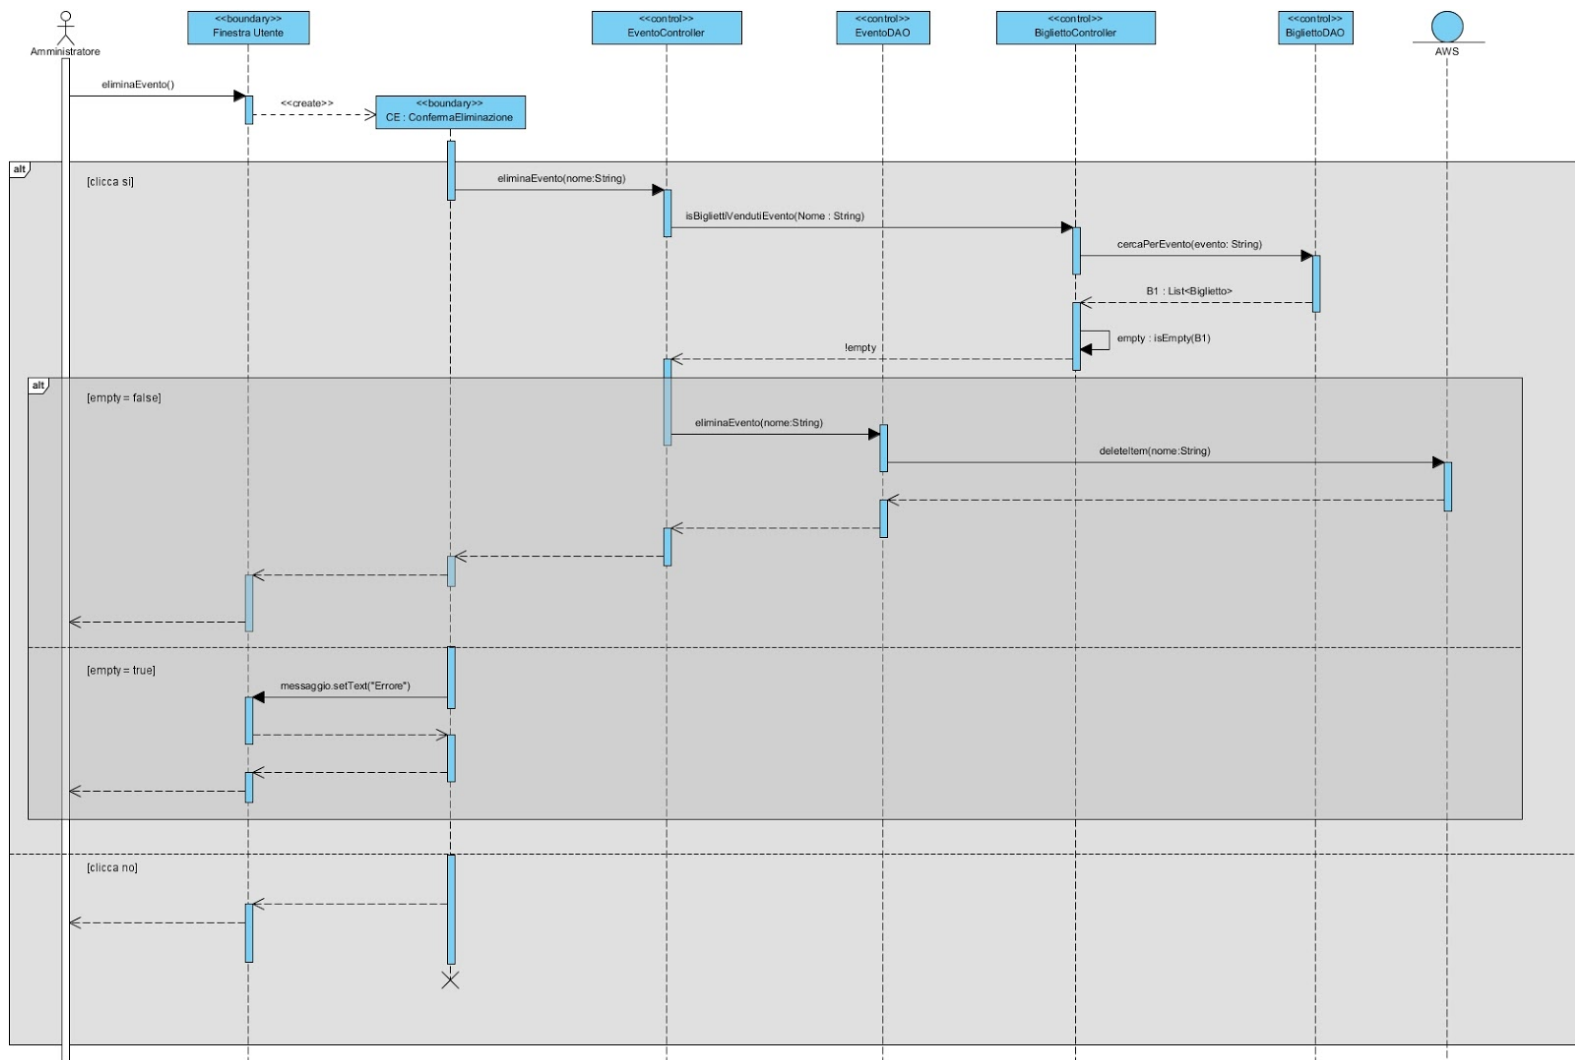 <<boundary>>
Finestra Utente
<<control>>
EventoController
<<control>>
EventoDAO
<<control>>
BigliettoController
<<control>>
BigliettoDAO
Amministratore
AWS
eliminaEvento()
<<create>>
<<boundary>>
CE : ConfermaEliminazione
alt
[clicca si]
eliminaEvento(nome:String)
isBigliettiVendutiEvento(Nome : String)
cercaPerEvento(evento: String)
B1 : List<Biglietto>
empty : isEmpty(B1)
!empty
alt
[empty = false]
eliminaEvento(nome:String)
deleteItem(nome:String)
[empty = true]
messaggio.setText("Errore")
[clicca no]